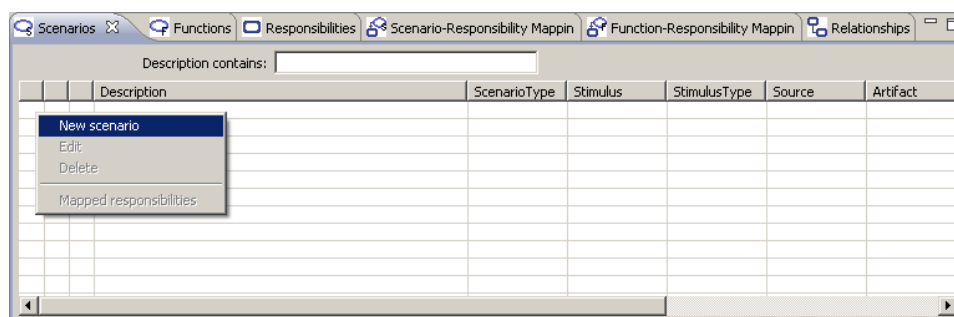 Scenarios Functions Responsibilities Scenario-Responsibility Mappin Function-Responsibility Mappin Relationships
Description contains:
Description ScenarioType Stimulus StimulusType Source Artifact
New scenario
Edit
Delete
Mapped responsibilities